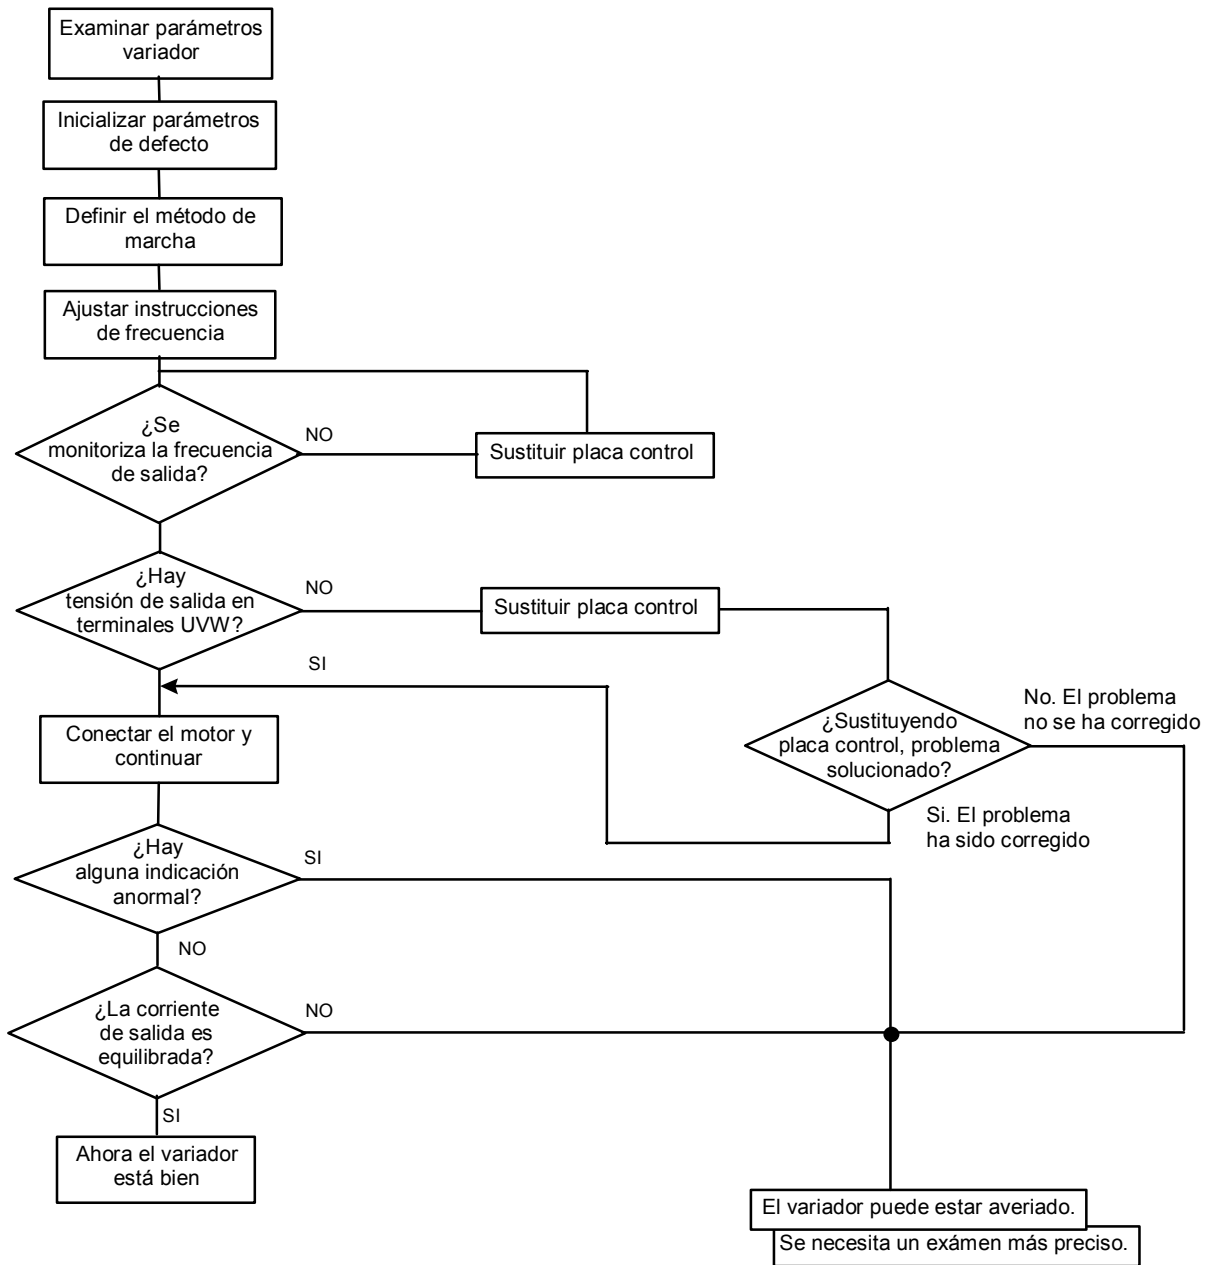 Examinar parámetros
variador
Inicializar parámetros
de defecto
Definir el método de
marcha
Ajustar instrucciones
de frecuencia
¿Se
monitoriza la frecuencia
de salida?
NO
Sustituir placa control
¿Hay
tensión de salida en
terminales UVW?
NO
Sustituir placa control
SI
¿Sustituyendo
placa control, problema
solucionado?
No. El problema
no se ha corregido
Si. El problema
ha sido corregido
Conectar el motor y
continuar
¿Hay
alguna indicación
anormal?
SI
NO
¿La corriente
de salida es
equilibrada?
NO
SI
Ahora el variador
está bien
El variador puede estar averiado.
Se necesita un exámen más preciso.